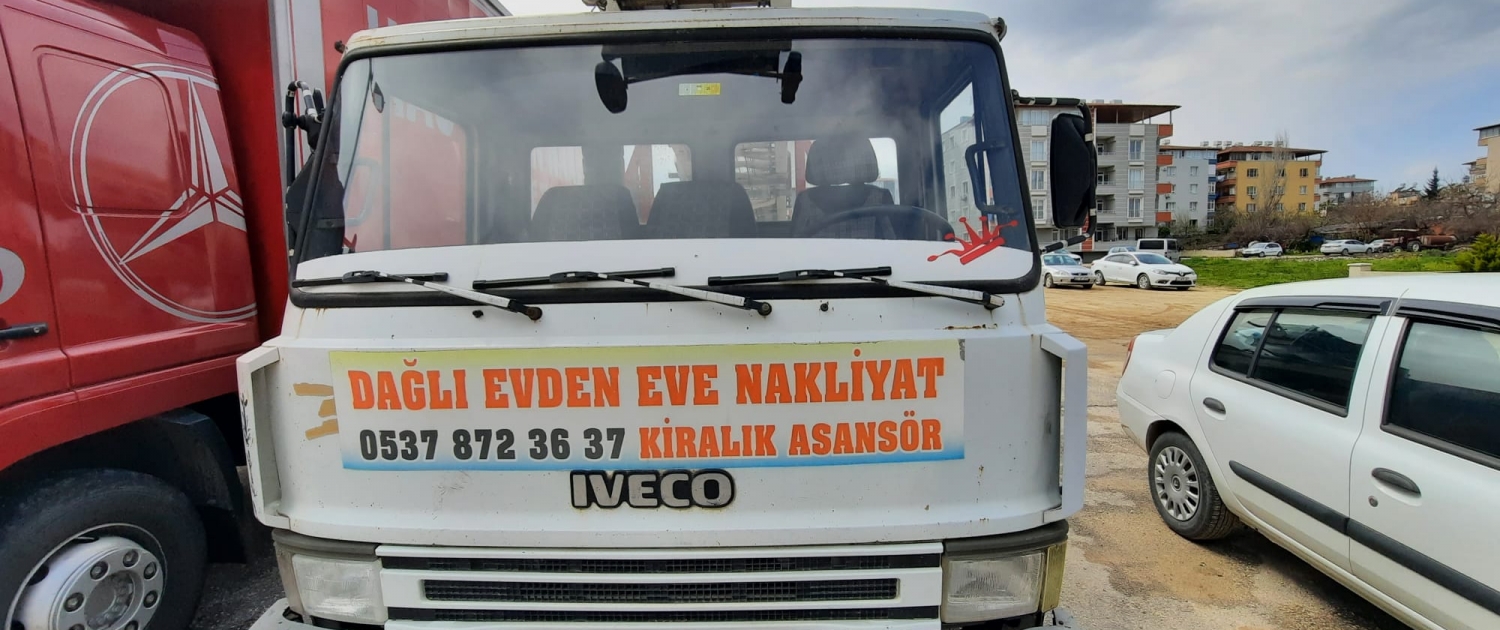 DAĞLI EVDEN EVE NAKLİYAT
0537 872 36 37 KİRALIK ASANSÖR
IVECO